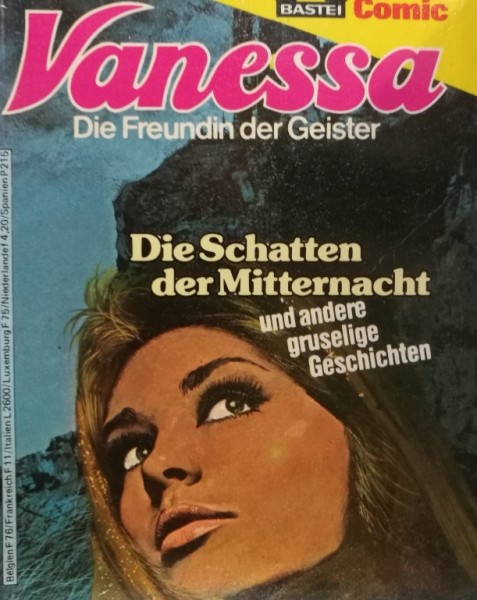 BASTEI Comic
Vanessa
Die Freundin der Geister
Die Schatten
der Mitternacht
und andere
gruselige
Geschichten
Belgien F 76/Frankreich F 11/Italien L 2600/Luxemburg F 75/Niederlande f 4,20/Spanien P 215